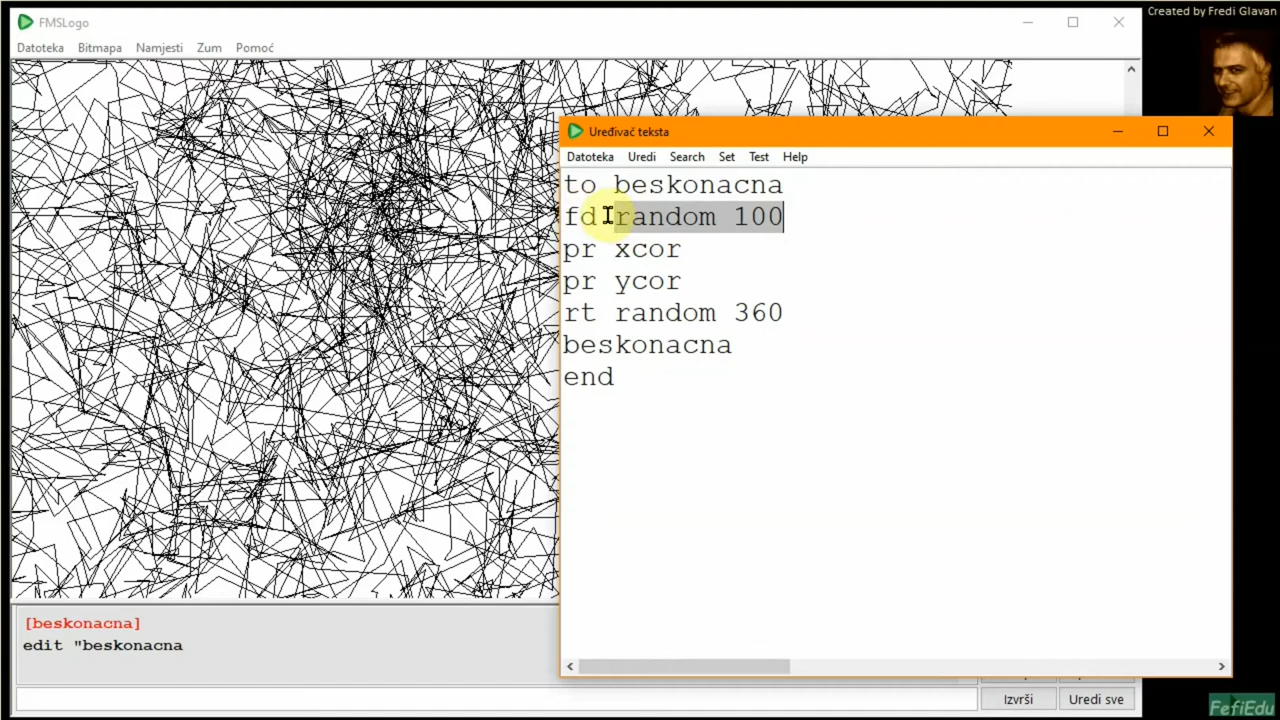 Created by Fredi Glavan
FMSLogo
Datoteka Bitmapa Namjesti Zum Pomoć
Uređivač teksta
Datoteka Uredi Search Set Test Help
to beskonacna
fd random 100
pr xcor
pr ycor
rt random 360
beskonacna
end
[beskonacna]
edit "beskonacna
Izvrši Uredi sve
FefiEdu